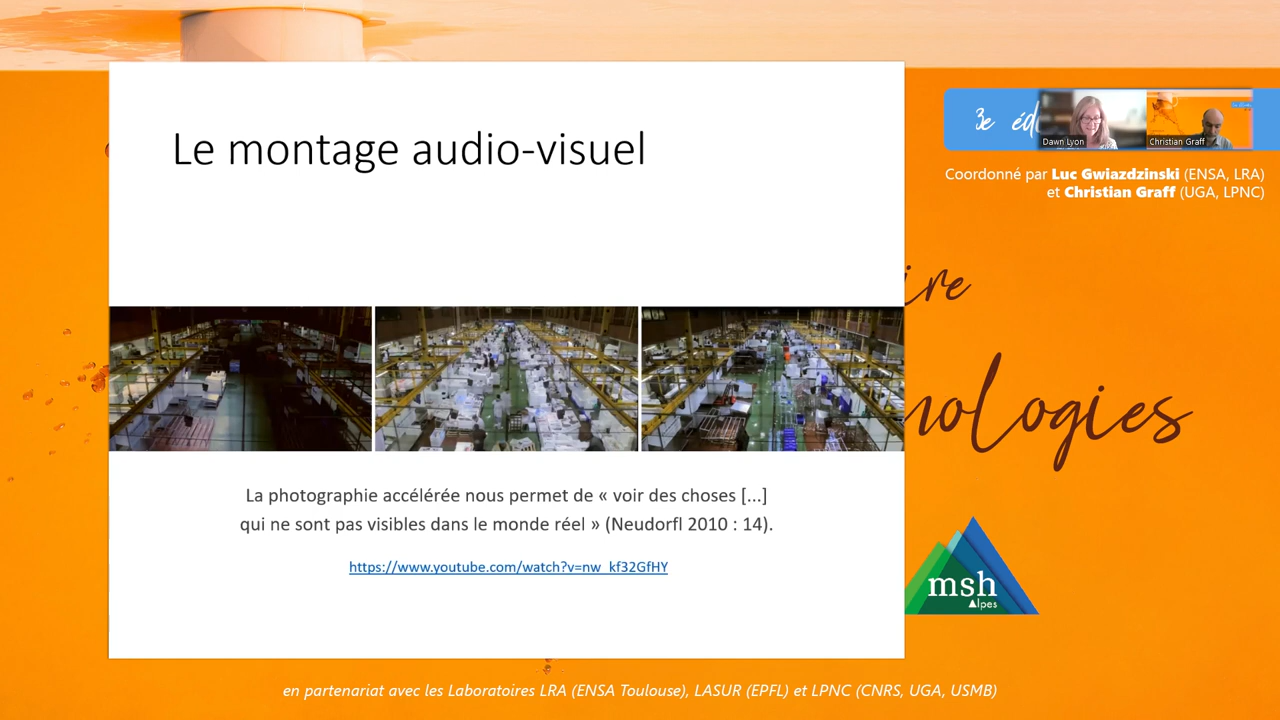 Le montage audio-visuel
La photographie accélérée nous permet de « voir des choses [...]
qui ne sont pas visibles dans le monde réel » (Neudorfl 2010 : 14).
https://www.youtube.com/watch?v=nw_kf32GfHY
3e éd
Dawn Lyon
Christian Graff
Coordonné par Luc Gwiazdzinski (ENSA, LRA)
et Christian Graff (UGA, LPNC)
ire
nologies
msh
Alpes
en partenariat avec les Laboratoires LRA (ENSA Toulouse), LASUR (EPFL) et LPNC (CNRS, UGA, USMB)